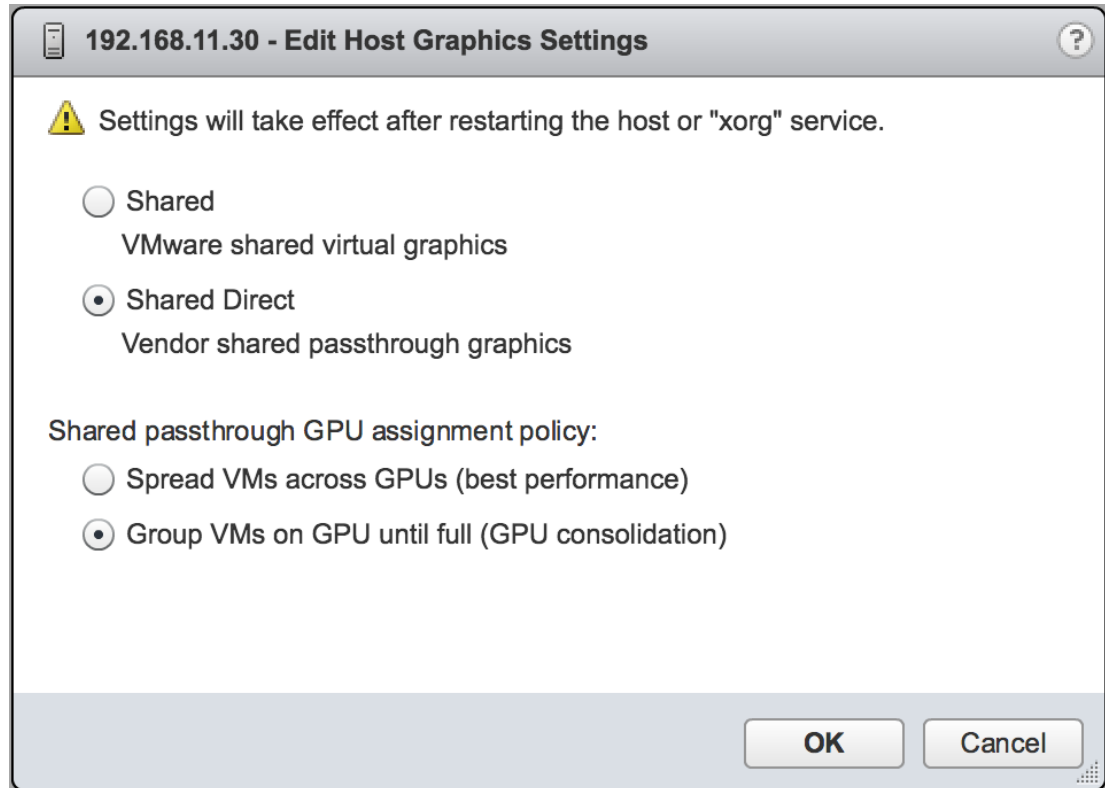 192.168.11.30 - Edit Host Graphics Settings
?
Settings will take effect after restarting the host or "xorg" service.
Shared
VMware shared virtual graphics
Shared Direct
Vendor shared passthrough graphics
Shared passthrough GPU assignment policy:
Spread VMs across GPUs (best performance)
Group VMs on GPU until full (GPU consolidation)
OK Cancel